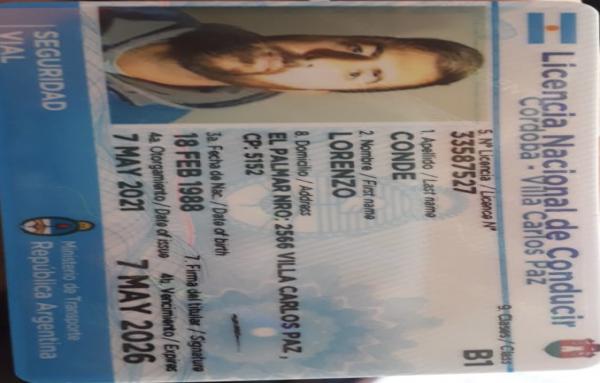 Licencia Nacional de Conducir
Córdoba - Villa Carlos Paz
5. Nº Licencia / Licence Nº
33587527
9. Clases / Class
B1
1. Apellido / Last name
CONDE
2. Nombre / First name
LORENZO
8. Domicilio / Address
EL PALMAR NRO: 2566 VILLA CARLOS PAZ ,
CP: 5152
3a. Fecha de Nac. / Date of birth
18 FEB 1988
7. Firma del titular / Signature
4a. Otorgamiento / Date of issue
7 MAY 2021
4b. Vencimiento / Expires
7 MAY 2026
SEGURIDAD
VIAL
Ministerio de Transporte
República Argentina